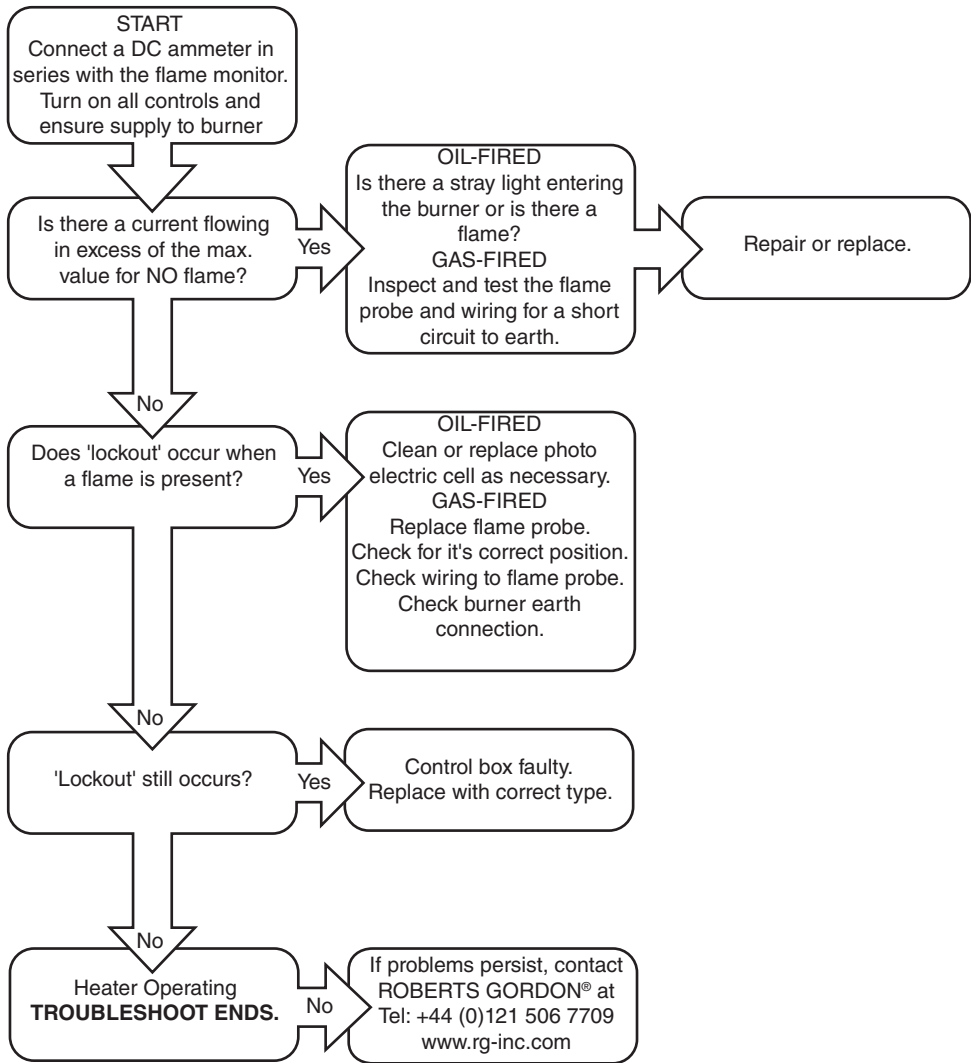 START
Connect a DC ammeter in
series with the flame monitor.
Turn on all controls and
ensure supply to burner
Is there a current flowing
in excess of the max.
value for NO flame?
Yes
OIL-FIRED
Is there a stray light entering
the burner or is there a
flame?
GAS-FIRED
Inspect and test the flame
probe and wiring for a short
circuit to earth.
Repair or replace.
No
Does 'lockout' occur when
a flame is present?
Yes
OIL-FIRED
Clean or replace photo
electric cell as necessary.
GAS-FIRED
Replace flame probe.
Check for it's correct position.
Check wiring to flame probe.
Check burner earth
connection.
No
'Lockout' still occurs?
Yes
Control box faulty.
Replace with correct type.
No
Heater Operating
TROUBLESHOOT ENDS.
No
If problems persist, contact
ROBERTS GORDON® at
Tel: +44 (0)121 506 7709
www.rg-inc.com